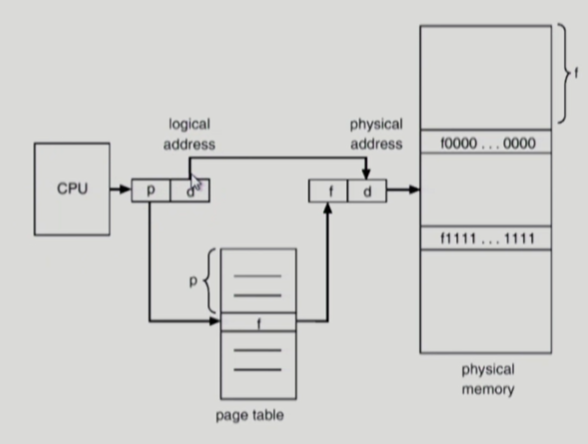 logical
address
physical
address
CPU
p
d
f
d
p
f
page table
f
f0000 . . . 0000
f1111 . . . 1111
physical
memory